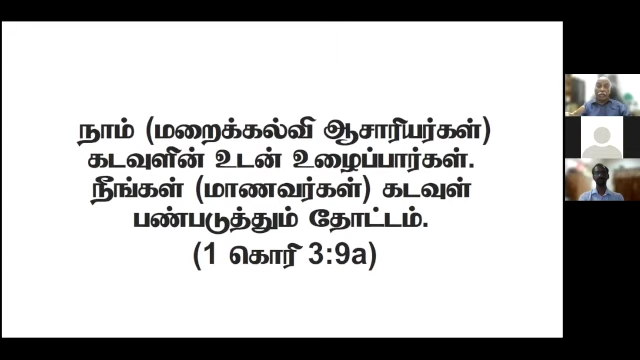 நாம் (மறைக்கல்வி ஆசாரியர்கள்)
கடவுளின் உடன் உழைப்பார்கள்.
நீங்கள் (மாணவர்கள்) கடவுள்
பண்படுத்தும் தோட்டம்.
(1 கொரி 3:9a)